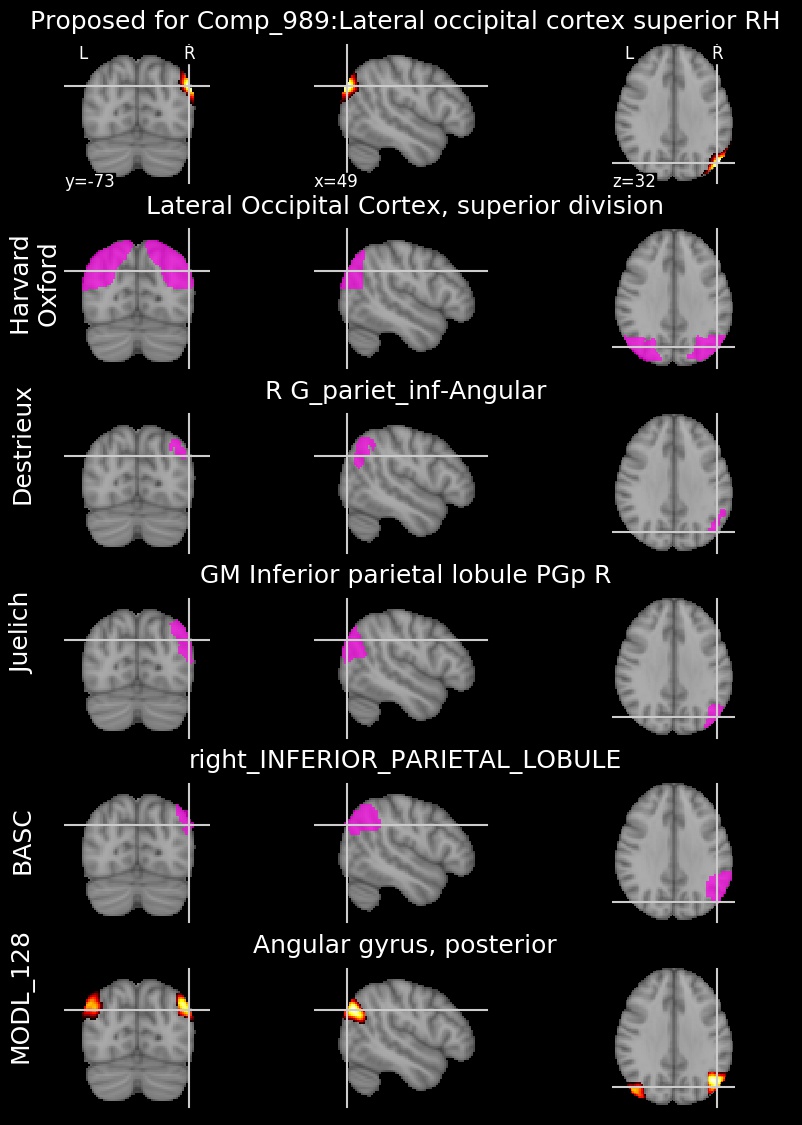 Proposed for Comp_989:Lateral occipital cortex superior RH
L R L R
y=-73 x=49 z=32
Lateral Occipital Cortex, superior division
Harvard
Oxford
R G_pariet_inf-Angular
Destrieux
GM Inferior parietal lobule PGp R
Juelich
right_INFERIOR_PARIETAL_LOBULE
BASC
Angular gyrus, posterior
MODL_128